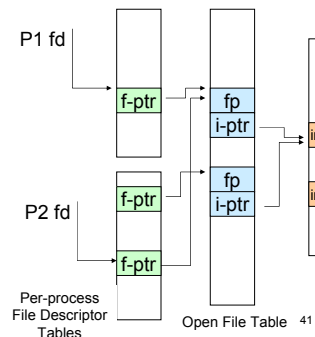 P1 fd
f-ptr
fp
i-ptr
fp
f-ptr
i-ptr
P2 fd
f-ptr
Per-process
File Descriptor
Tables
Open File Table
41